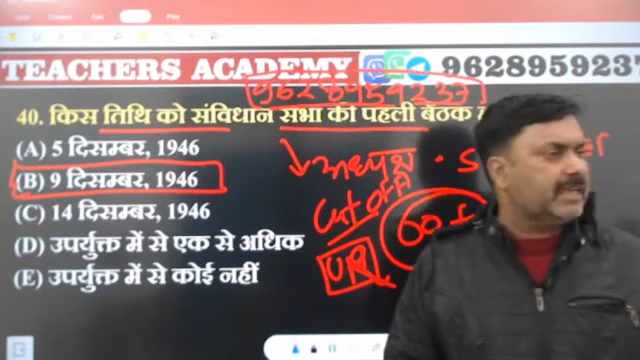 TEACHERS ACADEMY 9628959237
9628959237
40. किस तिथि को संविधान सभा की पहली बैठक
(A) 5 दिसम्बर, 1946
(B) 9 दिसम्बर, 1946
(C) 14 दिसम्बर, 1946
(D) उपर्युक्त में से एक से अधिक
(E) उपर्युक्त में से कोई नहीं
Cut off
60+
UR